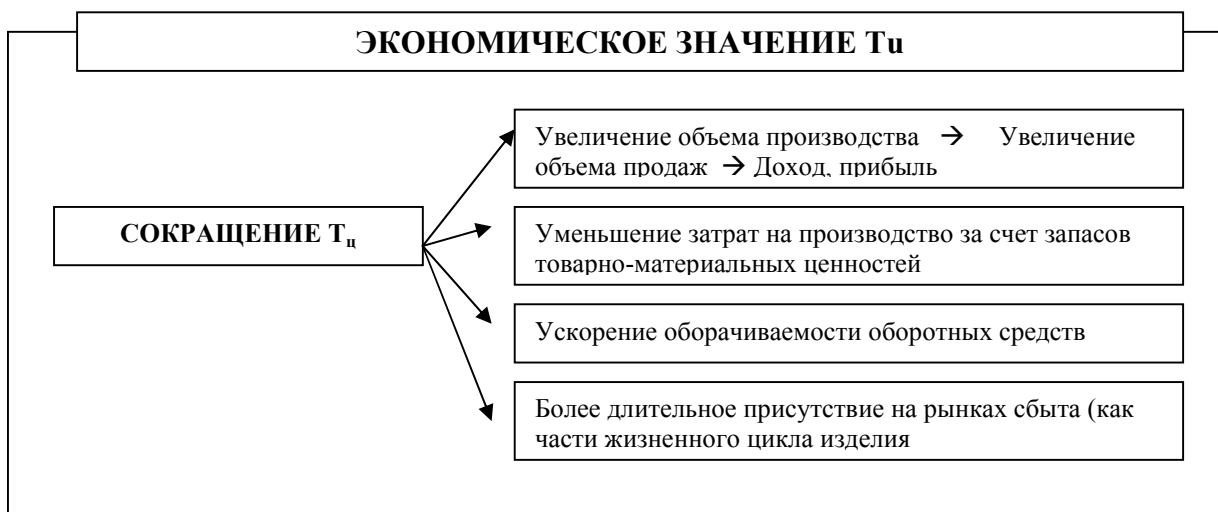 ЭКОНОМИЧЕСКОЕ ЗНАЧЕНИЕ Tu
Увеличение объема производства → Увеличение
объема продаж → Доход, прибыль
СОКРАЩЕНИЕ Тц
Уменьшение затрат на производство за счет запасов
товарно-материальных ценностей
Ускорение оборачиваемости оборотных средств
Более длительное присутствие на рынках сбыта (как
части жизненного цикла изделия